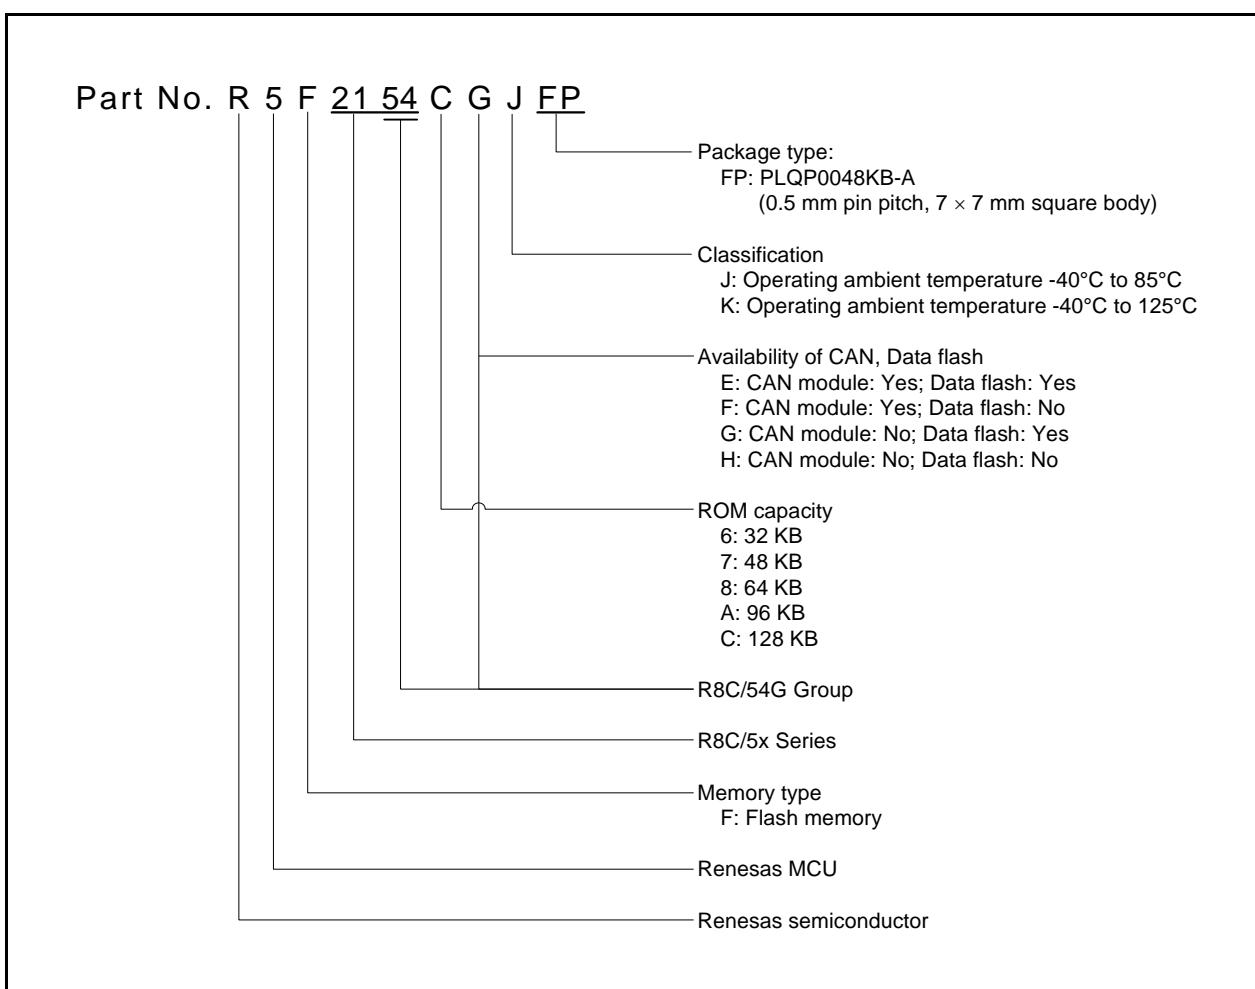 Part No. R 5 F 21 54 C G J FP
Package type:
FP: PLQP0048KB-A
(0.5 mm pin pitch, 7 × 7 mm square body)
Classification
J: Operating ambient temperature -40°C to 85°C
K: Operating ambient temperature -40°C to 125°C
Availability of CAN, Data flash
E: CAN module: Yes; Data flash: Yes
F: CAN module: Yes; Data flash: No
G: CAN module: No; Data flash: Yes
H: CAN module: No; Data flash: No
ROM capacity
6: 32 KB
7: 48 KB
8: 64 KB
A: 96 KB
C: 128 KB
R8C/54G Group
R8C/5x Series
Memory type
F: Flash memory
Renesas MCU
Renesas semiconductor